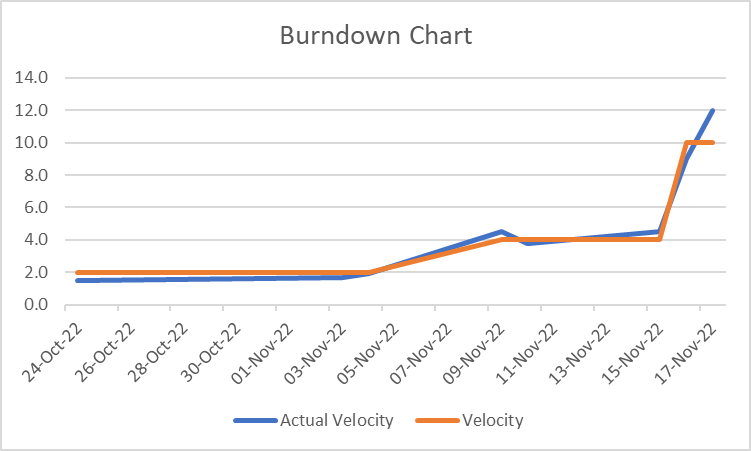 Burndown Chart
14.0
12.0
10.0
8.0
6.0
4.0
2.0
0.0
24-Oct-22
26-Oct-22
28-Oct-22
30-Oct-22
01-Nov-22
03-Nov-22
05-Nov-22
07-Nov-22
09-Nov-22
11-Nov-22
13-Nov-22
15-Nov-22
17-Nov-22
Actual Velocity
Velocity